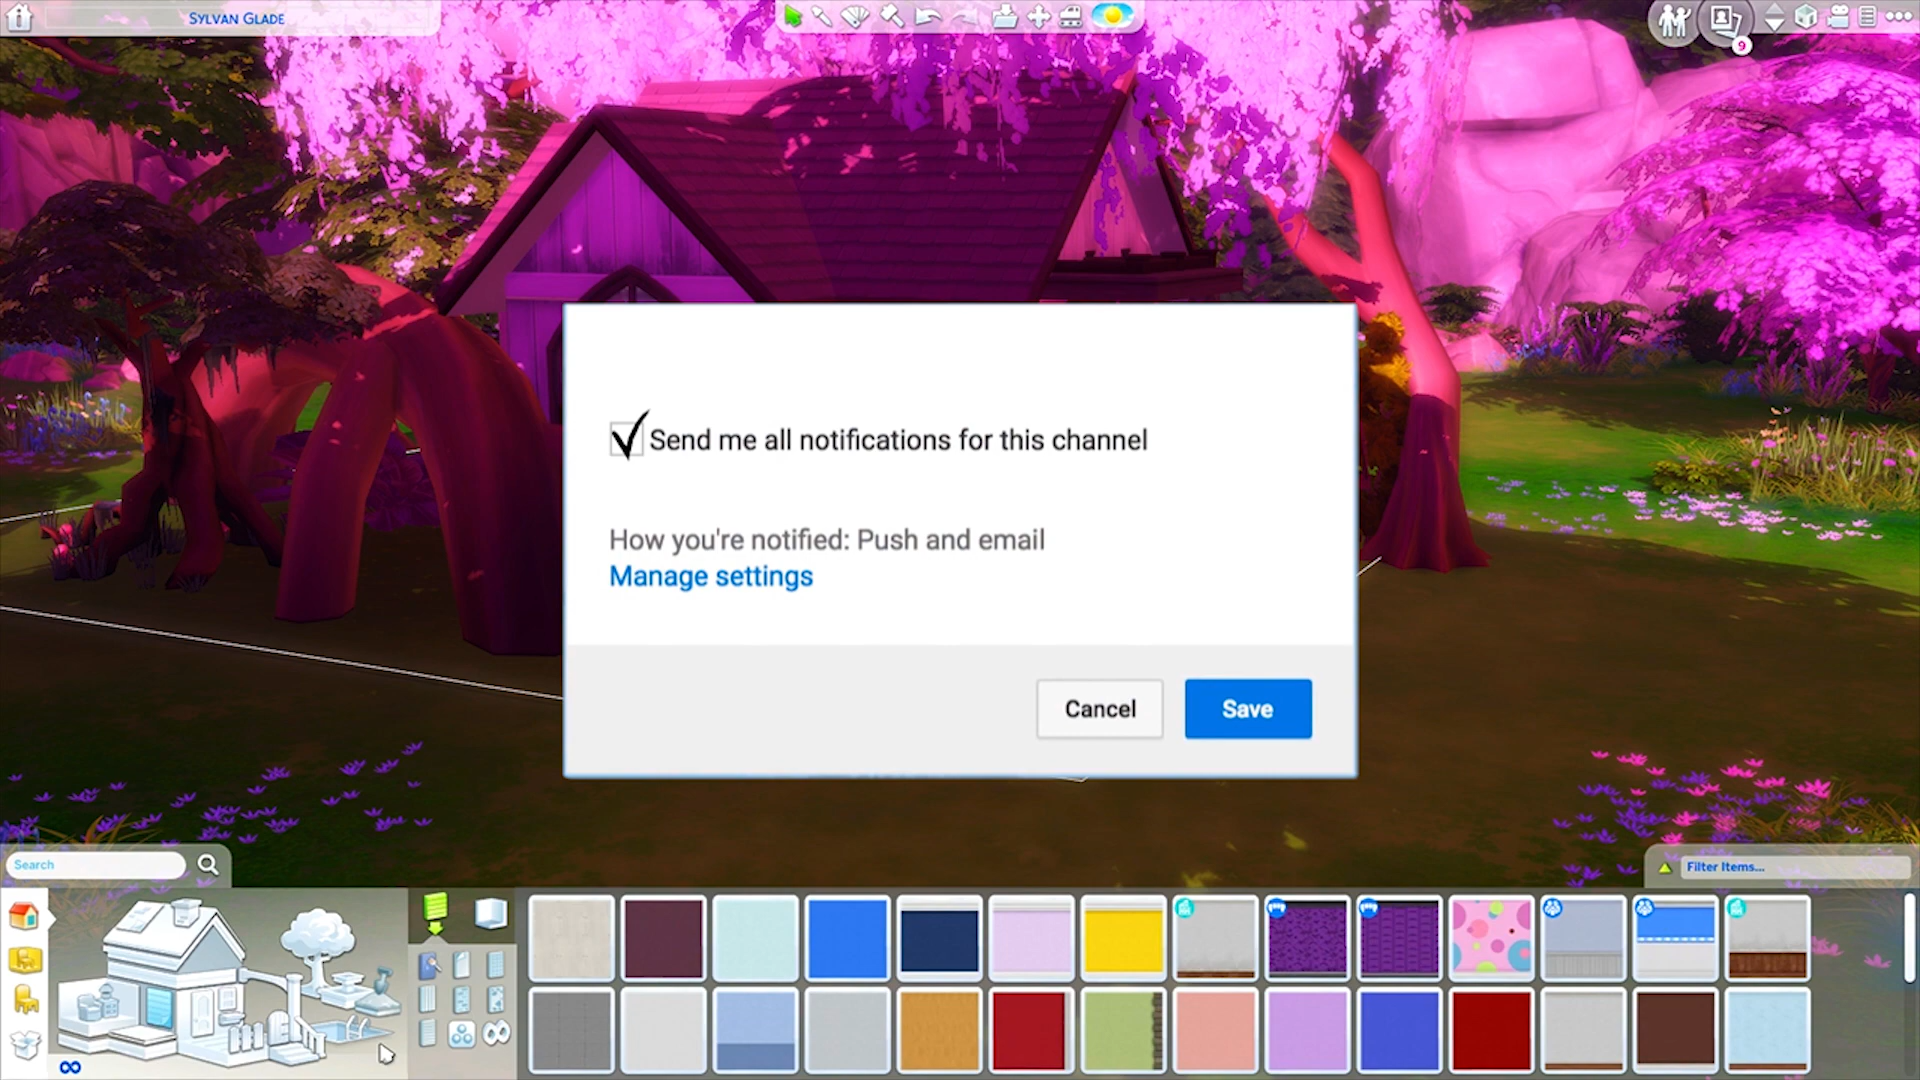 Sylvan Glade
9
Send me all notifications for this channel
How you're notified: Push and email
Manage settings
Cancel
Save
Search
Filter Items...